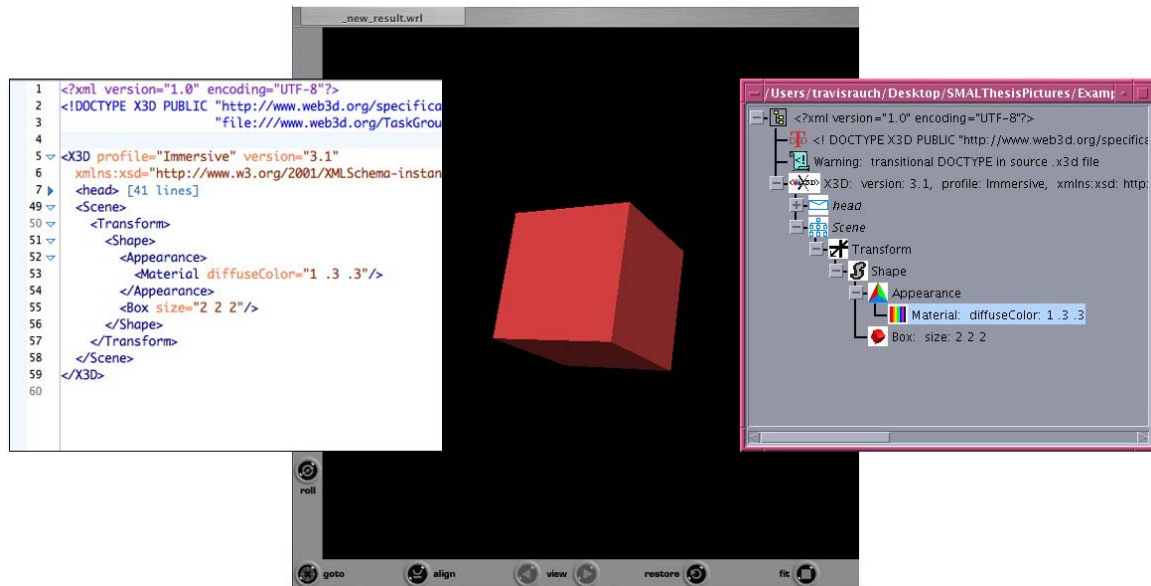 _new_result.wrl
1 <?xml version="1.0" encoding="UTF-8"?>
2 <!DOCTYPE X3D PUBLIC "http://www.web3d.org/specifica
3 "file:///www.web3d.org/TaskGrou
4
5 <X3D profile="Immersive" version="3.1"
6 xmlns:xsd="http://www.w3.org/2001/XMLSchema-instan
7 <head> [41 lines]
49 <Scene>
50 <Transform>
51 <Shape>
52 <Appearance>
53 <Material diffuseColor="1 .3 .3"/>
54 </Appearance>
55 <Box size="2 2 2"/>
56 </Shape>
57 </Transform>
58 </Scene>
59 </X3D>
60
/Users/travisrauch/Desktop/SMALThesisPictures/Examp
<?xml version="1.0" encoding="UTF-8"?>
DTD <! DOCTYPE X3D PUBLIC "http://www.web3d.org/specifica
<! Warning: transitional DOCTYPE in source .x3d file
<X3D> X3D: version: 3.1, profile: Immersive, xmlns:xsd: http:
head
Scene
Transform
Shape
Appearance
Material: diffuseColor: 1 .3 .3
Box: size: 2 2 2
roll
goto align view restore fit